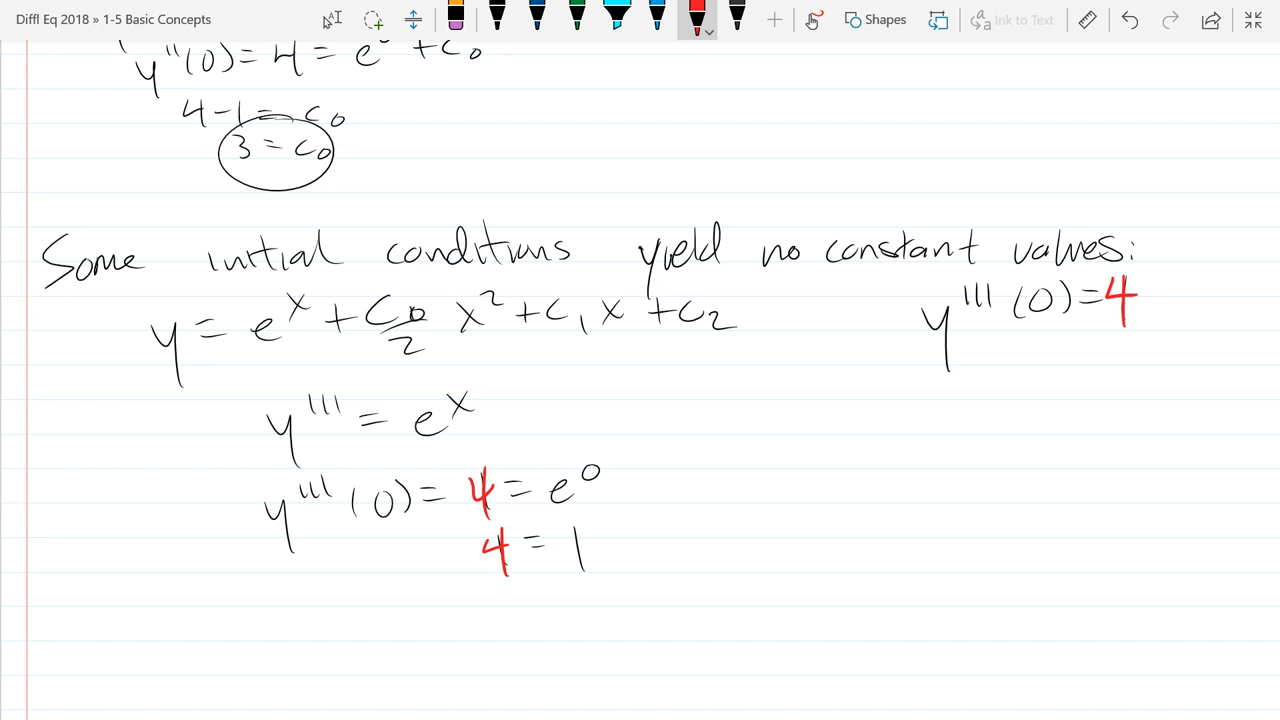 Diffl Eq 2018 » 1-5 Basic Concepts
Shapes
Ink to Text
y''(0) = 4 = e⁰ + c₀
4 - 1 = c₀
3 = c₀
Some initial conditions yield no constant values:
y = eˣ + c₀/2 x² + c₁x + c₂
y'''(0) = 4
y''' = eˣ
y'''(0) = 4 = e⁰
4 = 1